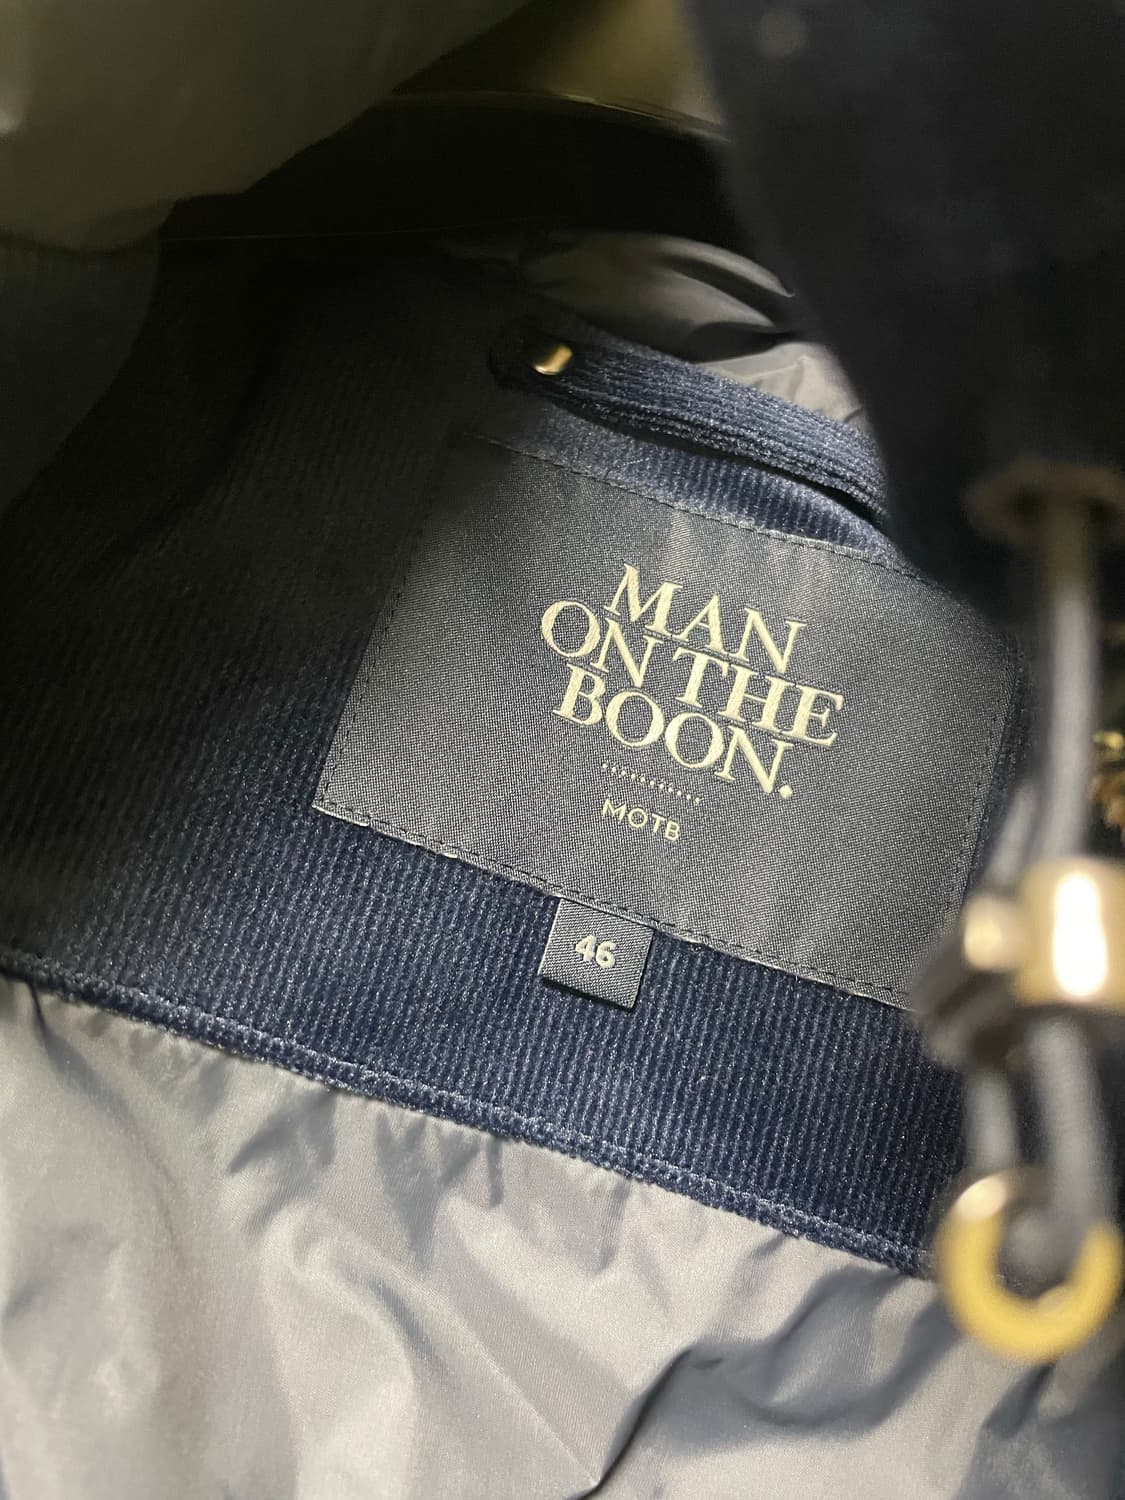 MAN
ON THE
BOON.
MOTB
46